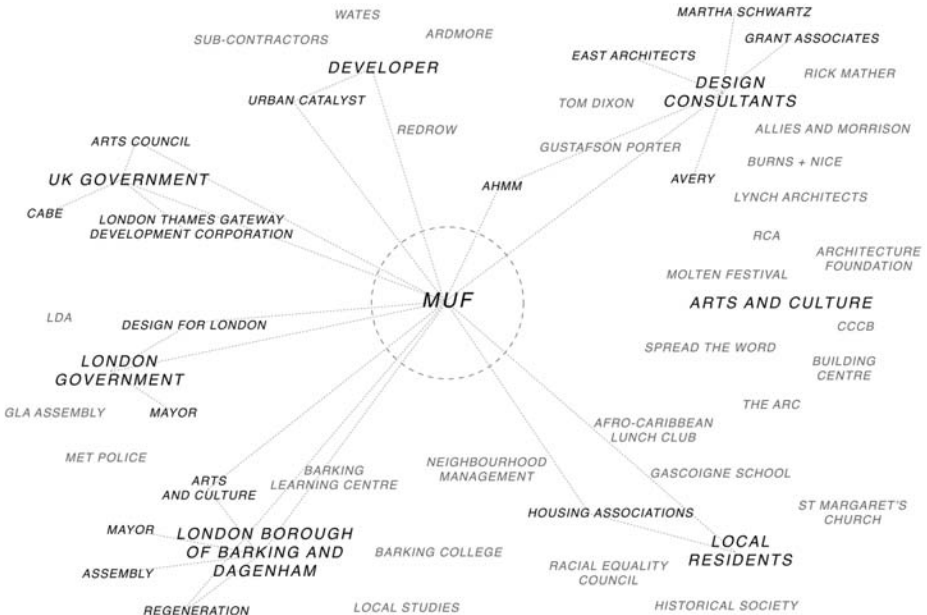 MARTHA SCHWARTZ
WATES
ARDMORE
SUB-CONTRACTORS
GRANT ASSOCIATES
EAST ARCHITECTS
DEVELOPER
RICK MATHER
DESIGN
CONSULTANTS
URBAN CATALYST
TOM DIXON
REDROW
ALLIES AND MORRISON
ARTS COUNCIL
GUSTAFSON PORTER
BURNS + NICE
UK GOVERNMENT
AVERY
AHMM
LYNCH ARCHITECTS
CABE
LONDON THAMES GATEWAY
DEVELOPMENT CORPORATION
RCA
ARCHITECTURE
FOUNDATION
MOLTEN FESTIVAL
MUF
ARTS AND CULTURE
LDA
DESIGN FOR LONDON
CCCB
SPREAD THE WORD
LONDON
GOVERNMENT
BUILDING
CENTRE
THE ARC
GLA ASSEMBLY
MAYOR
AFRO-CARIBBEAN
LUNCH CLUB
MET POLICE
ARTS
AND CULTURE
BARKING
LEARNING CENTRE
NEIGHBOURHOOD
MANAGEMENT
GASCOIGNE SCHOOL
HOUSING ASSOCIATIONS
ST MARGARET'S
CHURCH
MAYOR
LONDON BOROUGH
OF BARKING AND
DAGENHAM
LOCAL
RESIDENTS
BARKING COLLEGE
ASSEMBLY
RACIAL EQUALITY
COUNCIL
REGENERATION
LOCAL STUDIES
HISTORICAL SOCIETY